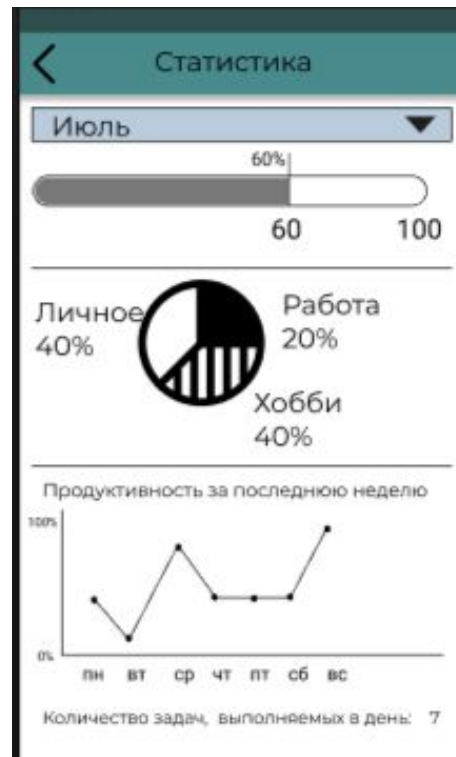 Статистика
Июль
60%
60 100
Личное
40%
Работа
20%
Хобби
40%
Продуктивность за последнюю неделю
100%
0%
пн вт ср чт пт сб вс
Количество задач, выполняемых в день: 7